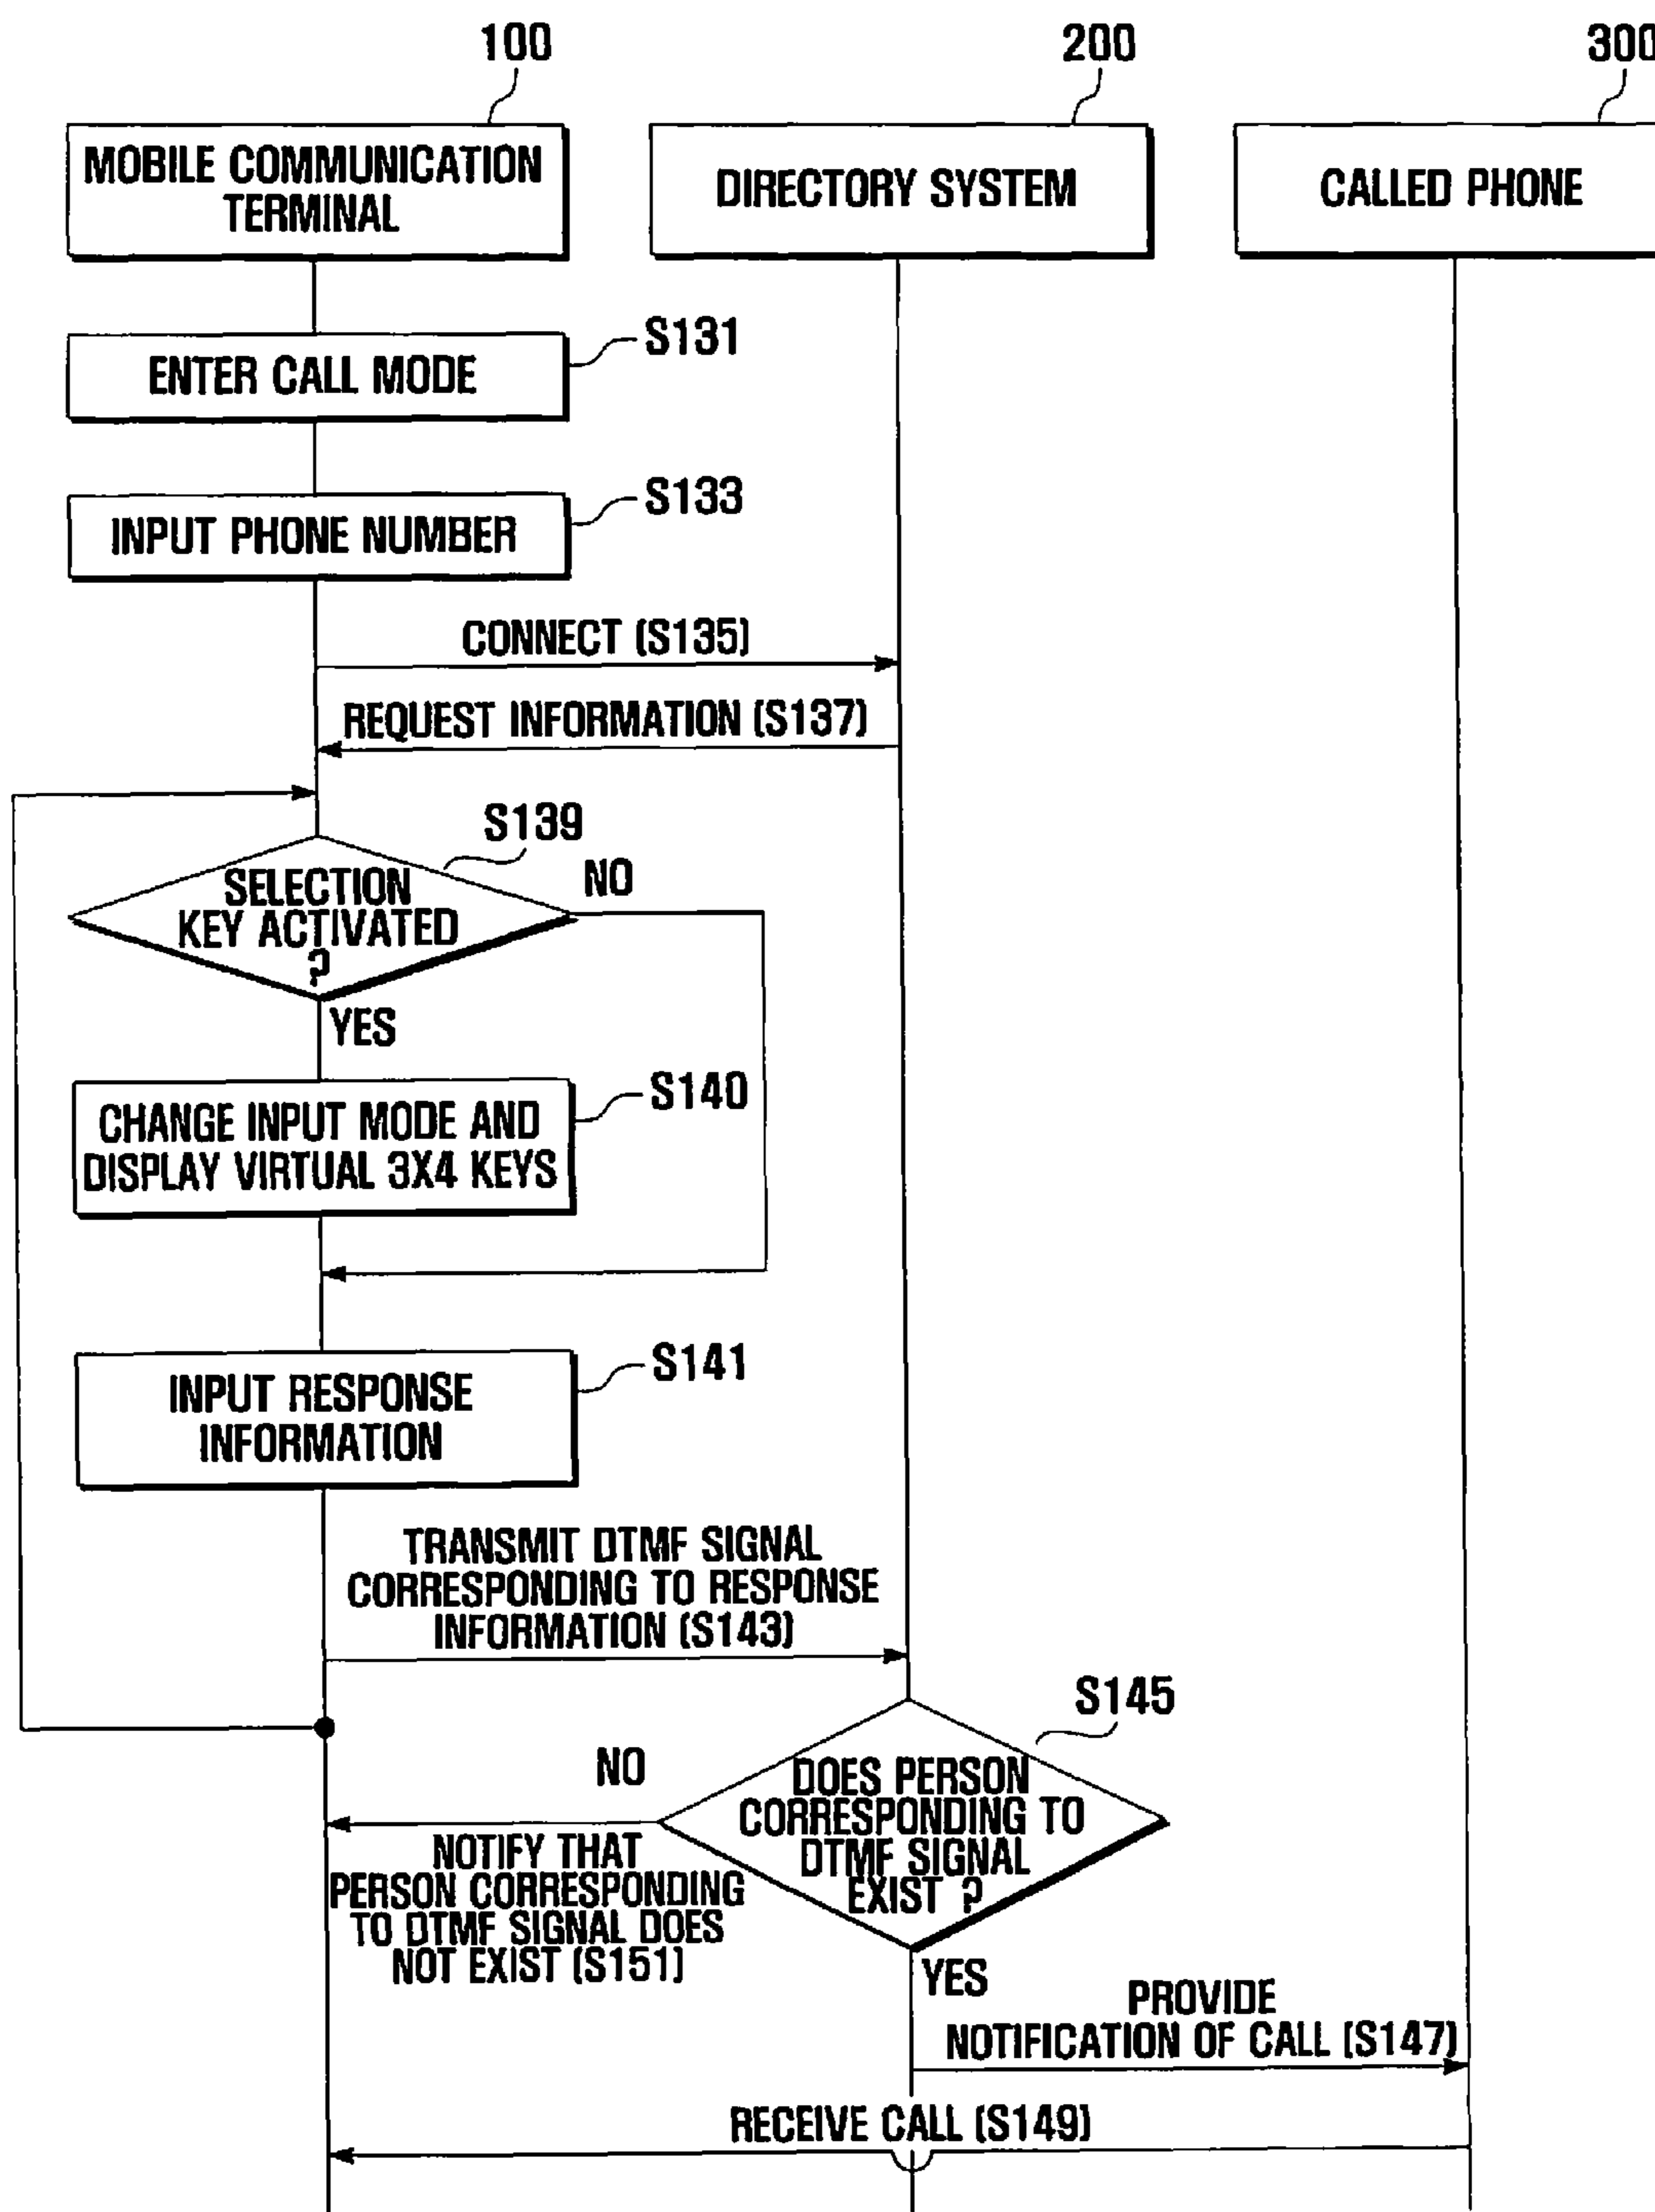 100
200
300
MOBILE COMMUNICATION
TERMINAL
DIRECTORY SYSTEM
CALLED PHONE
S131
ENTER CALL MODE
S133
INPUT PHONE NUMBER
CONNECT (S135)
REQUEST INFORMATION (S137)
S139
SELECTION
KEY ACTIVATED
?
NO
YES
S140
CHANGE INPUT MODE AND
DISPLAY VIRTUAL 3X4 KEYS
S141
INPUT RESPONSE
INFORMATION
TRANSMIT DTMF SIGNAL
CORRESPONDING TO RESPONSE
INFORMATION (S143)
S145
DOES PERSON
CORRESPONDING TO
DTMF SIGNAL
EXIST ?
NO
NOTIFY THAT
PERSON CORRESPONDING
TO DTMF SIGNAL DOES
NOT EXIST (S151)
YES
PROVIDE
NOTIFICATION OF CALL (S147)
RECEIVE CALL (S149)